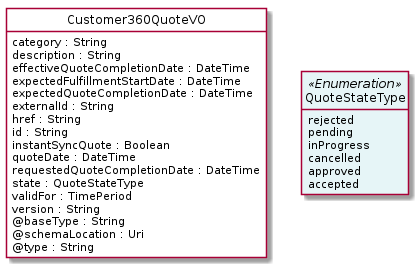 Customer360QuoteVO
category : String
description : String
effectiveQuoteCompletionDate : DateTime
expectedFulfillmentStartDate : DateTime
expectedQuoteCompletionDate : DateTime
externalId : String
href : String
id : String
instantSyncQuote : Boolean
quoteDate : DateTime
requestedQuoteCompletionDate : DateTime
state : QuoteStateType
validFor : TimePeriod
version : String
@baseType : String
@schemaLocation : Uri
@type : String
«Enumeration»
QuoteStateType
rejected
pending
inProgress
cancelled
approved
accepted